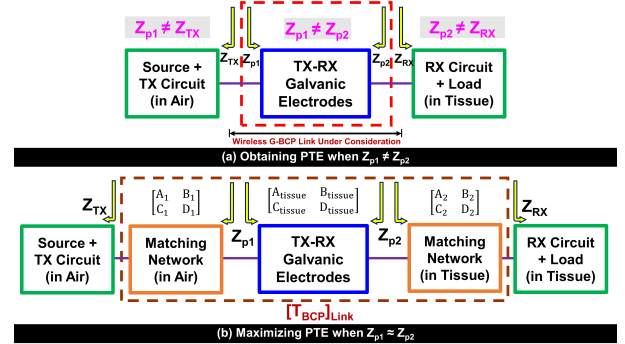 Zp1 ≠ ZTX
Zp1 ≠ Zp2
Zp2 ≠ ZRX
ZTX Zp1 Zp2 ZRX
Source + TX Circuit (in Air)
TX-RX Galvanic Electrodes
RX Circuit + Load (in Tissue)
Wireless G-BCP Link Under Consideration
(a) Obtaining PTE when Zp1 ≠ Zp2
[A1 B1
C1 D1]
[Atissue Btissue
Ctissue Dtissue]
[A2 B2
C2 D2]
ZTX Zp1 Zp2 ZRX
Source +
TX Circuit
(in Air)
Matching
Network
(in Air)
TX-RX
Galvanic
Electrodes
Matching
Network
(in Tissue)
RX Circuit
+ Load
(in Tissue)
[TBCP]Link
(b) Maximizing PTE when Zp1 ≈ Zp2